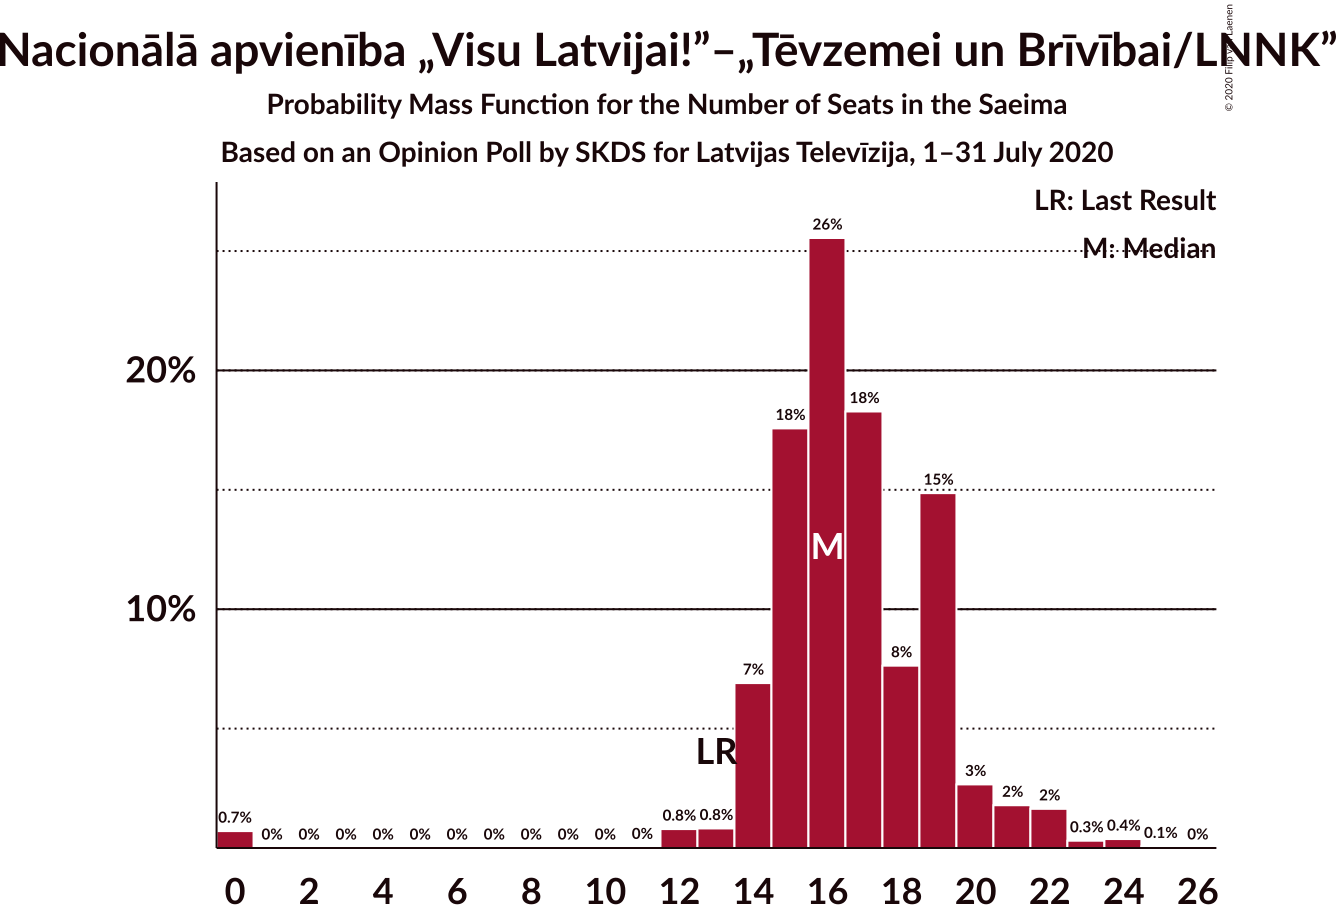 Nacionālā apvienība „Visu Latvijai!”–„Tēvzemei un Brīvībai/LNNK”
© 2020 Filip van Laenen
Probability Mass Function for the Number of Seats in the Saeima
Based on an Opinion Poll by SKDS for Latvijas Televīzija, 1–31 July 2020
LR: Last Result
M: Median
20%
10%
0.7% 0% 0% 0% 0% 0% 0% 0% 0% 0% 0% 0% 0.8% 0.8% 7% 18% 26% 18% 8% 15% 3% 2% 2% 0.3% 0.4% 0.1% 0%
M
LR
0 2 4 6 8 10 12 14 16 18 20 22 24 26